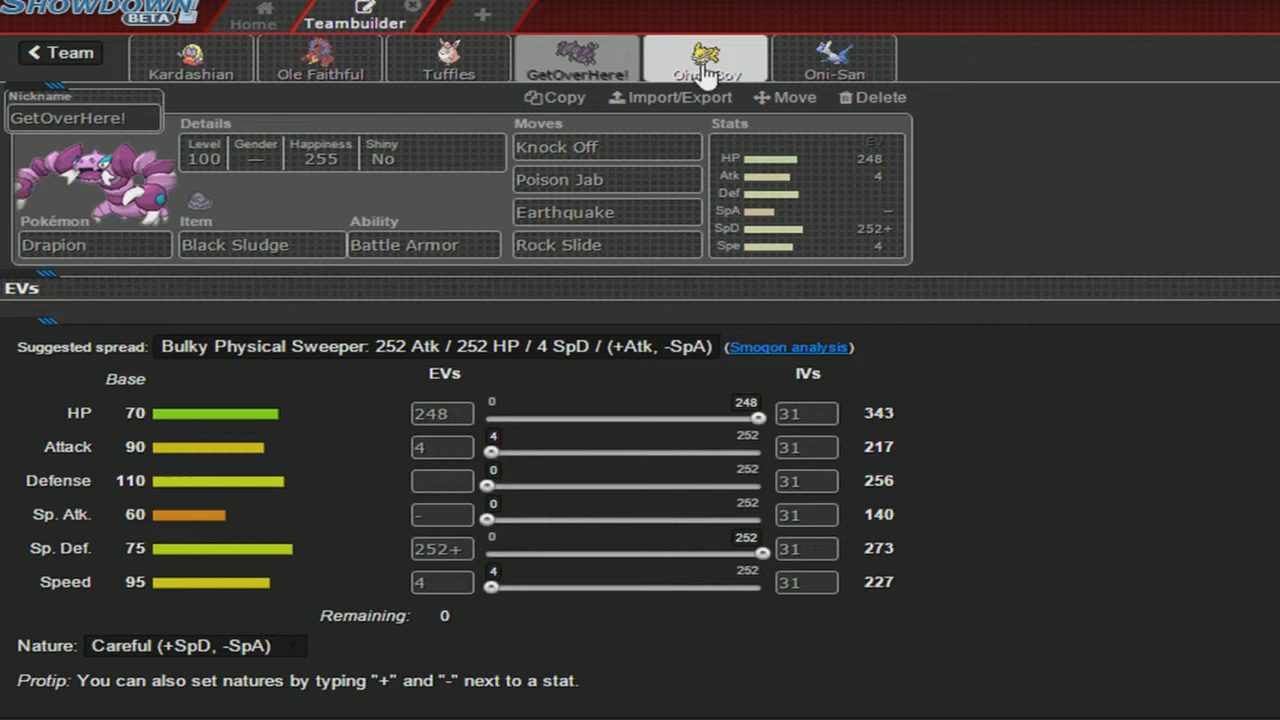 SHOWDOWN
BETA
Home
Teambuilder
Team
Kardashian
Ole Faithful
Tuffles
GetOverHere!
Oni-San
Copy
Import/Export
Move
Delete
Nickname
GetOverHere!
Details
Level
100
Gender
—
Happiness
255
Shiny
No
Pokémon
Drapion
Item
Black Sludge
Ability
Battle Armor
Moves
Knock Off
Poison Jab
Earthquake
Rock Slide
Stats
EV
HP 248
Atk 4
Def
SpA –
SpD 252+
Spe 4
EVs
Suggested spread: Bulky Physical Sweeper: 252 Atk / 252 HP / 4 SpD / (+Atk, -SpA) (Smogon analysis)
Base EVs IVs
HP 70 248 0 248 31 343
Attack 90 4 4 252 31 217
Defense 110 0 252 31 256
Sp. Atk. 60 - 0 252 31 140
Sp. Def. 75 252+ 0 252 31 273
Speed 95 4 4 252 31 227
Remaining: 0
Nature: Careful (+SpD, -SpA)
Protip: You can also set natures by typing "+" and "-" next to a stat.